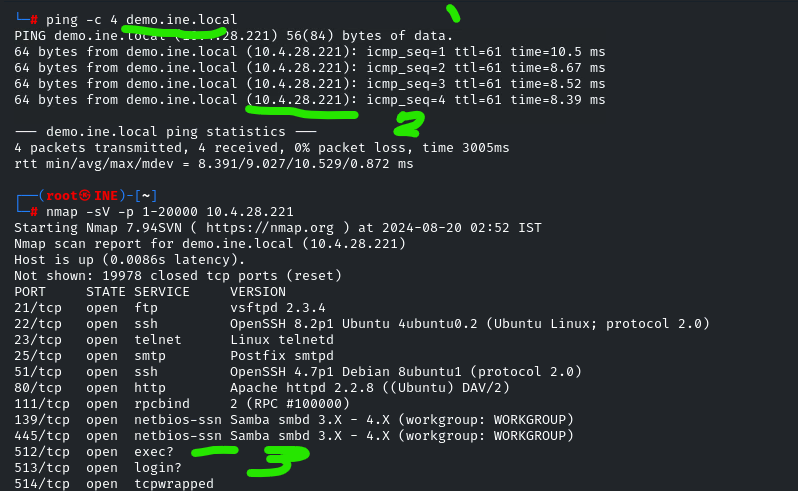 └─# ping -c 4 demo.ine.local
PING demo.ine.local (10.4.28.221) 56(84) bytes of data.
64 bytes from demo.ine.local (10.4.28.221): icmp_seq=1 ttl=61 time=10.5 ms
64 bytes from demo.ine.local (10.4.28.221): icmp_seq=2 ttl=61 time=8.67 ms
64 bytes from demo.ine.local (10.4.28.221): icmp_seq=3 ttl=61 time=8.52 ms
64 bytes from demo.ine.local (10.4.28.221): icmp_seq=4 ttl=61 time=8.39 ms
2
--- demo.ine.local ping statistics ---
4 packets transmitted, 4 received, 0% packet loss, time 3005ms
rtt min/avg/max/mdev = 8.391/9.027/10.529/0.872 ms
┌──(root㉿INE)-[~]
└─# nmap -sV -p 1-20000 10.4.28.221
Starting Nmap 7.94SVN ( https://nmap.org ) at 2024-08-20 02:52 IST
Nmap scan report for demo.ine.local (10.4.28.221)
Host is up (0.0086s latency).
Not shown: 19978 closed tcp ports (reset)
PORT STATE SERVICE VERSION
21/tcp open ftp vsftpd 2.3.4
22/tcp open ssh OpenSSH 8.2p1 Ubuntu 4ubuntu0.2 (Ubuntu Linux; protocol 2.0)
23/tcp open telnet Linux telnetd
25/tcp open smtp Postfix smtpd
51/tcp open ssh OpenSSH 4.7p1 Debian 8ubuntu1 (protocol 2.0)
80/tcp open http Apache httpd 2.2.8 ((Ubuntu) DAV/2)
111/tcp open rpcbind 2 (RPC #100000)
139/tcp open netbios-ssn Samba smbd 3.X - 4.X (workgroup: WORKGROUP)
445/tcp open netbios-ssn Samba smbd 3.X - 4.X (workgroup: WORKGROUP)
512/tcp open exec?
513/tcp open login?
3
514/tcp open tcpwrapped